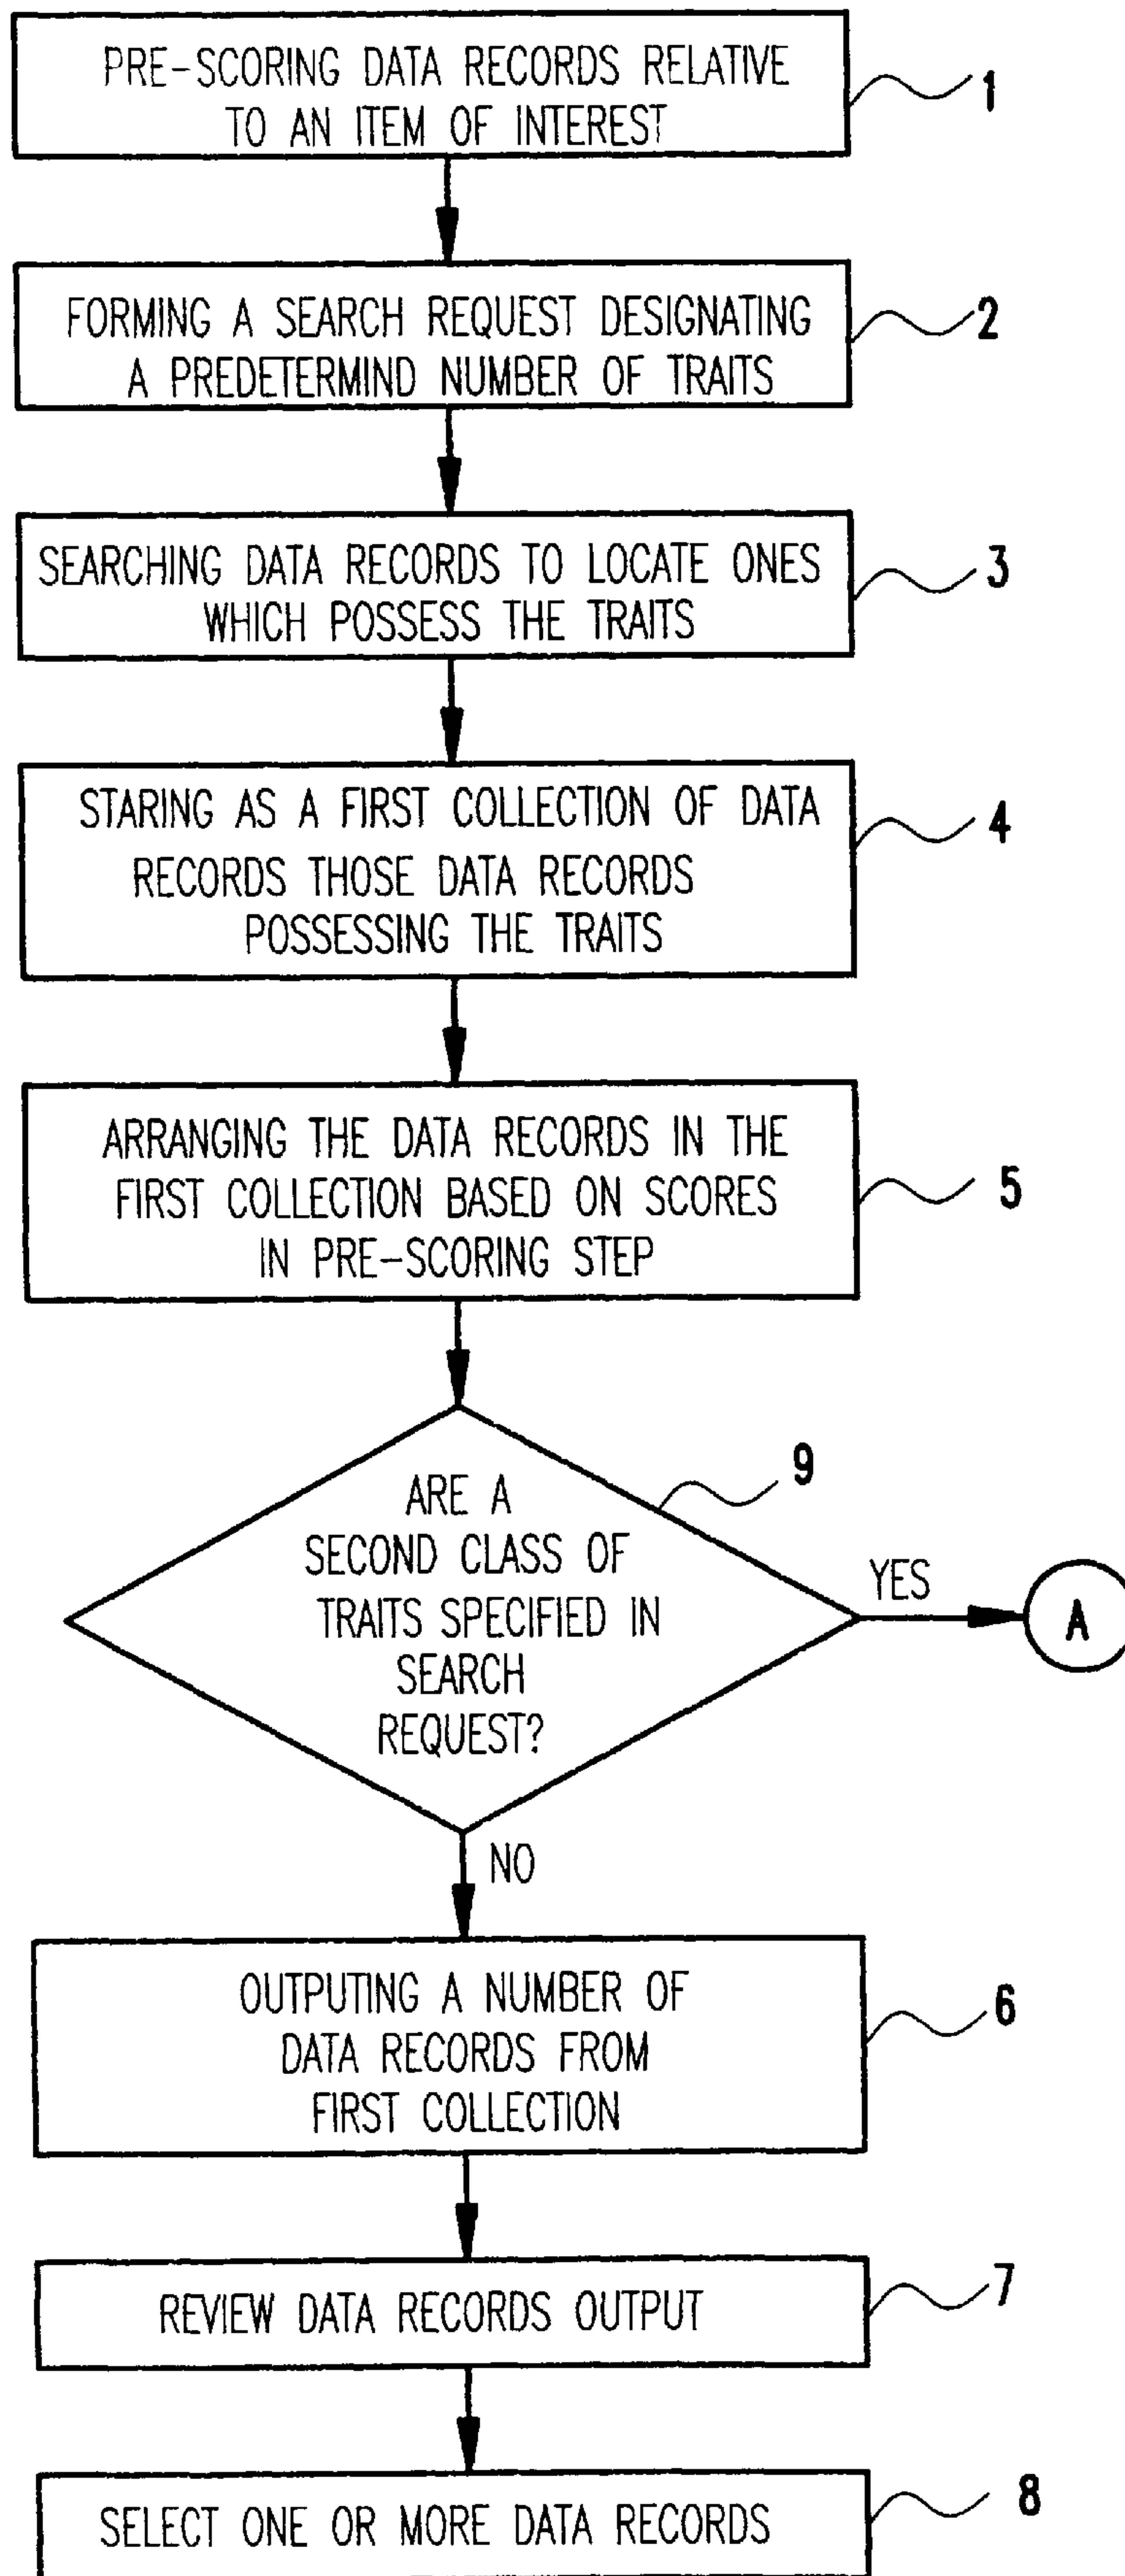 PRE-SCORING DATA RECORDS RELATIVE
TO AN ITEM OF INTEREST
1
FORMING A SEARCH REQUEST DESIGNATING
A PREDETERMIND NUMBER OF TRAITS
2
SEARCHING DATA RECORDS TO LOCATE ONES
WHICH POSSESS THE TRAITS
3
STARING AS A FIRST COLLECTION OF DATA
RECORDS THOSE DATA RECORDS
POSSESSING THE TRAITS
4
ARRANGING THE DATA RECORDS IN THE
FIRST COLLECTION BASED ON SCORES
IN PRE-SCORING STEP
5
ARE A
SECOND CLASS OF
TRAITS SPECIFIED IN
SEARCH
REQUEST?
9
YES
A
NO
OUTPUTING A NUMBER OF
DATA RECORDS FROM
FIRST COLLECTION
6
REVIEW DATA RECORDS OUTPUT
7
SELECT ONE OR MORE DATA RECORDS
8